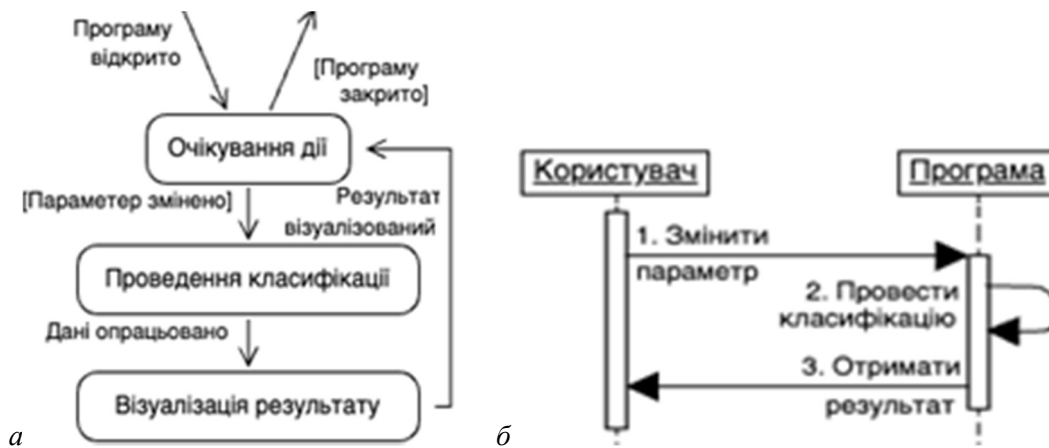 Програму
відкрито
[Програму
закрито]
Очікування дії
[Параметер змінено]
Результат
візуалізований
Проведення класифікації
Дані опрацьовано
Візуалізація результату
а
Користувач
Програма
1. Змінити
параметр
2. Провести
класифікацію
3. Отримати
результат
б